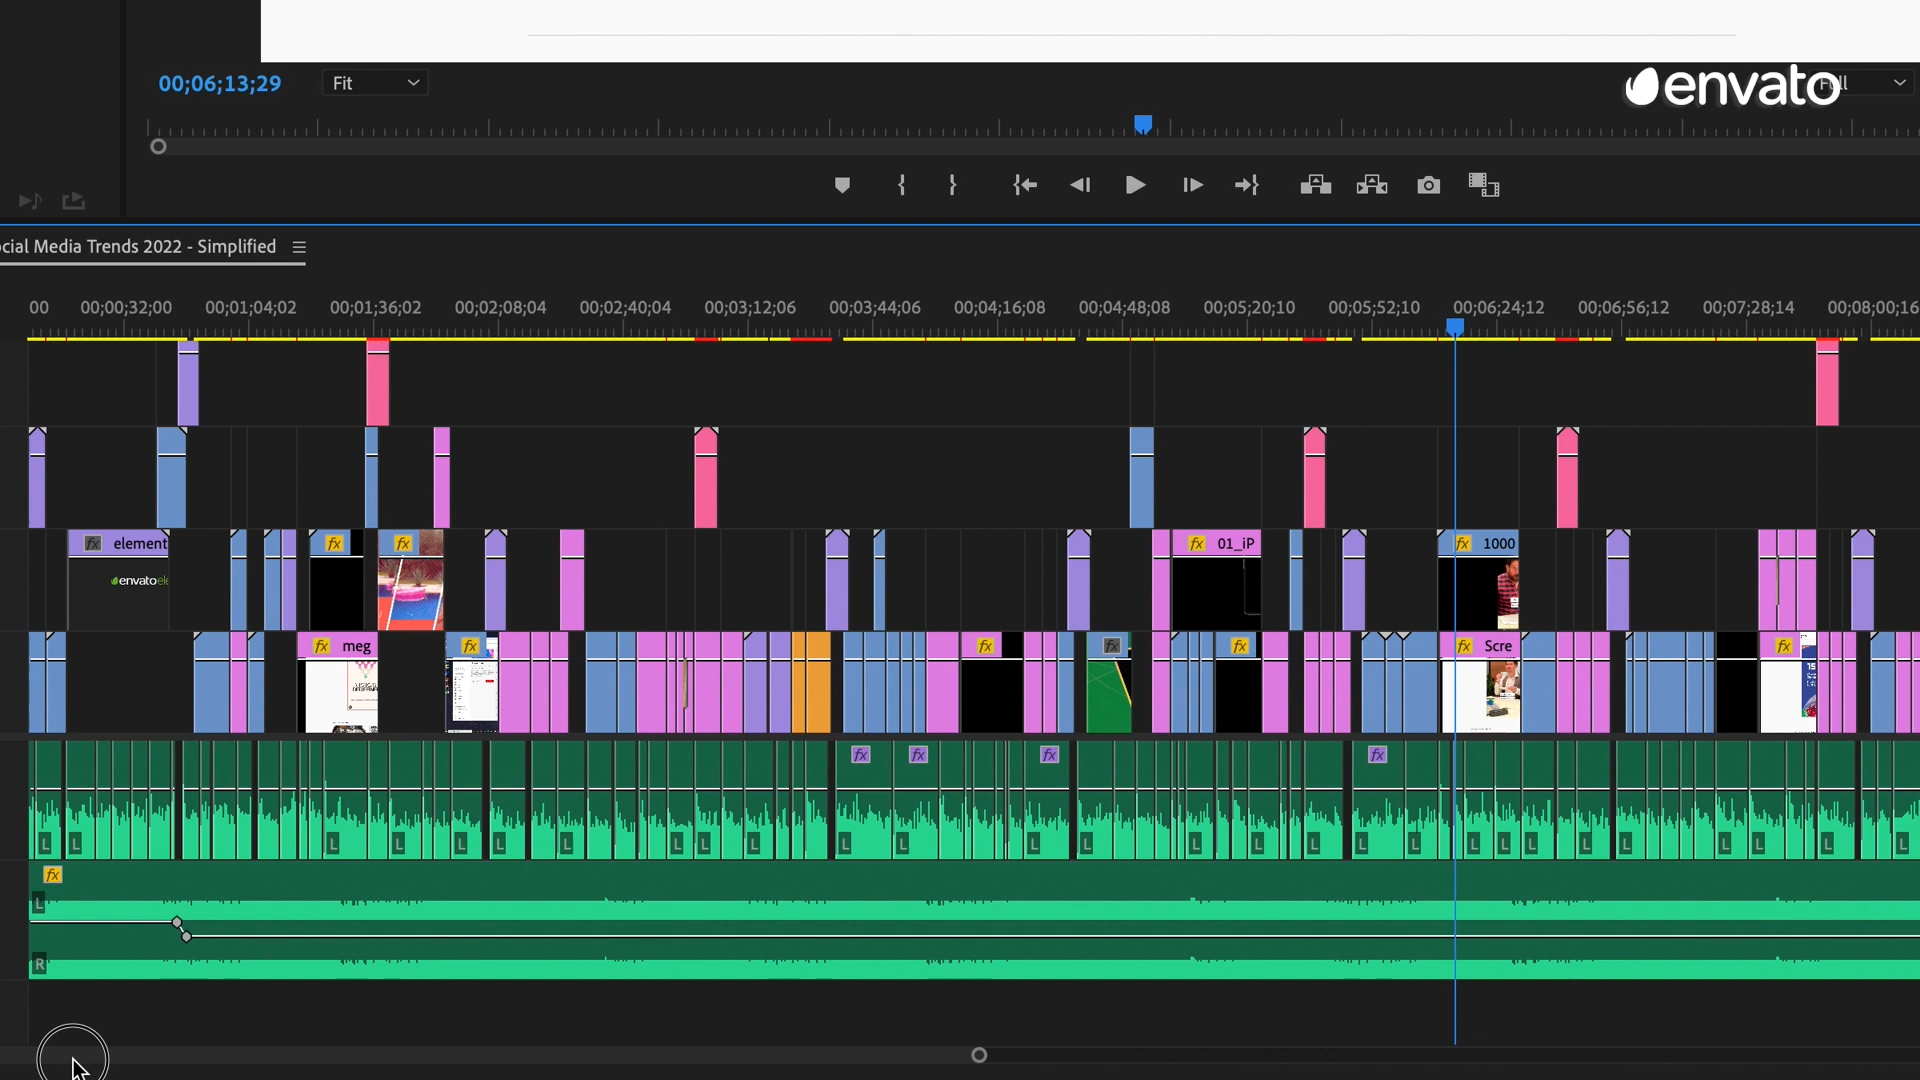 00;06;13;29
Fit
envato
cial Media Trends 2022 - Simplified
00
00;00;32;00
00;01;04;02
00;01;36;02
00;02;08;04
00;02;40;04
00;03;12;06
00;03;44;06
00;04;16;08
00;04;48;08
00;05;20;10
00;05;52;10
00;06;24;12
00;06;56;12
00;07;28;14
00;08;00;16
fx element
fx
fx
fx 01_iP
fx 1000
envatoel
fx meg
fx
fx
fx
fx
fx Scre
fx
fx
fx
fx
fx
L L L L L L L L L L L L L L L L L L L L L L L L L L L
fx
L
R